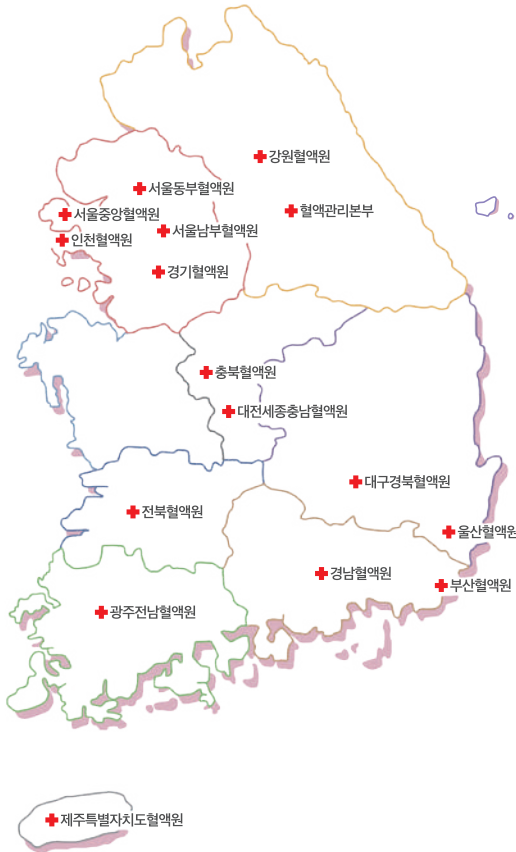 강원혈액원
서울동부혈액원
혈액관리본부
서울중앙혈액원
서울남부혈액원
인천혈액원
경기혈액원
충북혈액원
대전세종충남혈액원
대구경북혈액원
전북혈액원
울산혈액원
경남혈액원
부산혈액원
광주전남혈액원
제주특별자치도혈액원